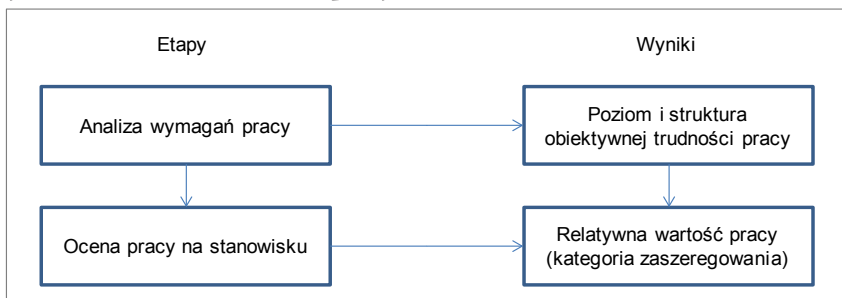 Etapy
Wyniki
Analiza wymagań pracy
Poziom i struktura
obiektywnej trudności pracy
Ocena pracy na stanowisku
Relatywna wartość pracy
(kategoria zaszeregowania)